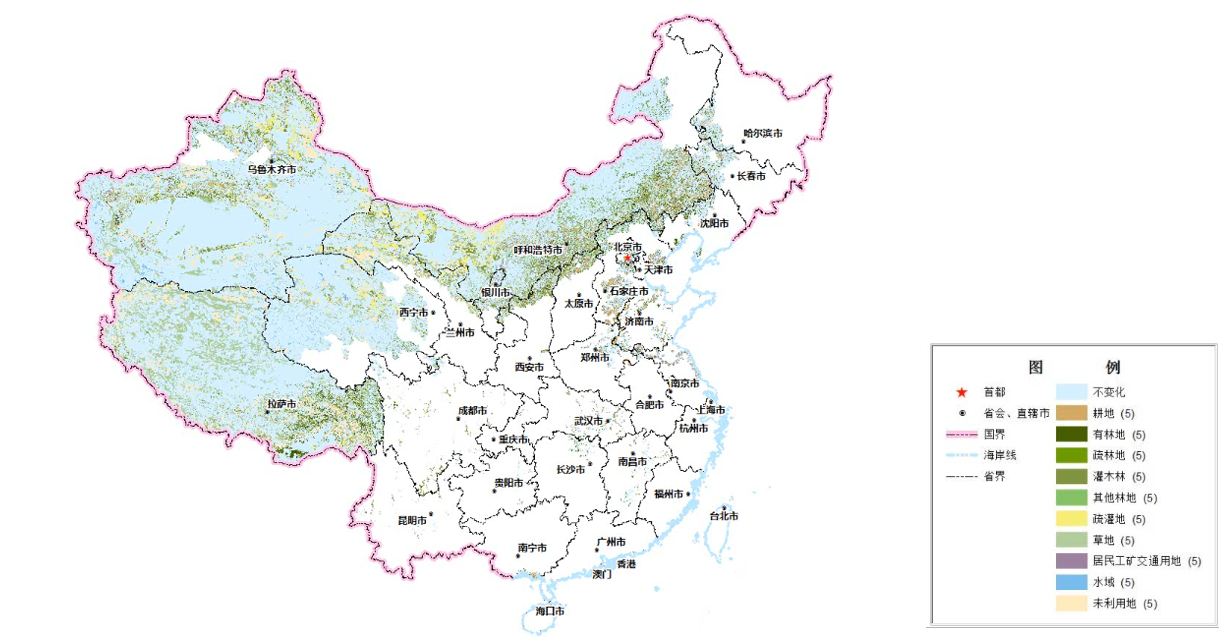 哈尔滨市
长春市
乌鲁木齐市
沈阳市
呼和浩特市
北京市
天津市
银川市
石家庄市
太原市
西宁市
济南市
兰州市
郑州市
西安市
南京市
拉萨市
合肥市
上海市
成都市
武汉市
杭州市
重庆市
南昌市
长沙市
贵阳市
福州市
台北市
昆明市
广州市
南宁市
香港
澳门
海口市
图 例
首都 不变化
省会、直辖市 耕地 (5)
国界 有林地 (5)
海岸线 疏林地 (5)
省界 灌木林 (5)
其他林地 (5)
疏灌地 (5)
草地 (5)
居民工矿交通用地 (5)
水域 (5)
未利用地 (5)